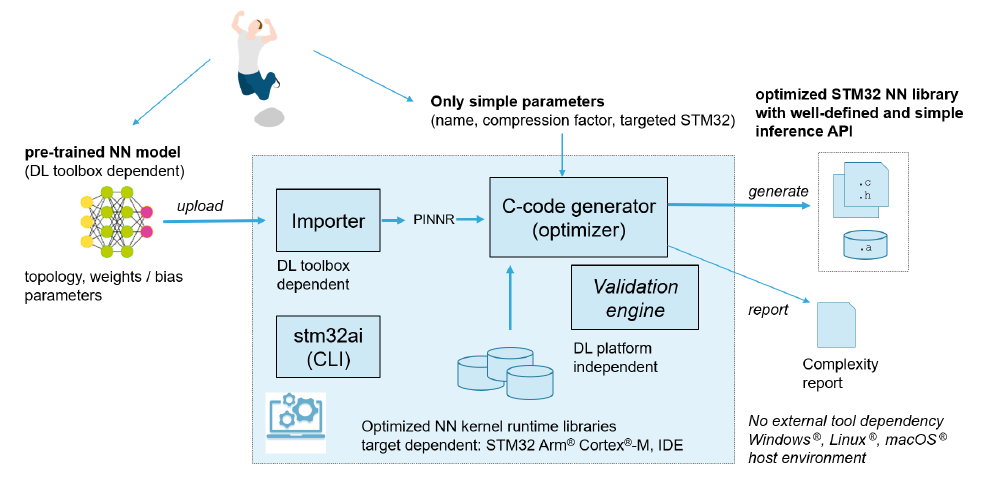 Only simple parameters
(name, compression factor, targeted STM32)
optimized STM32 NN library
with well-defined and simple
inference API
pre-trained NN model
(DL toolbox dependent)
upload
topology, weights / bias
parameters
Importer
DL toolbox
dependent
PINNR
C-code generator
(optimizer)
Validation
engine
DL platform
independent
stm32ai
(CLI)
Optimized NN kernel runtime libraries
target dependent: STM32 Arm® Cortex®-M, IDE
generate
.c
.h
.a
report
Complexity
report
No external tool dependency
Windows®, Linux®, macOS®
host environment